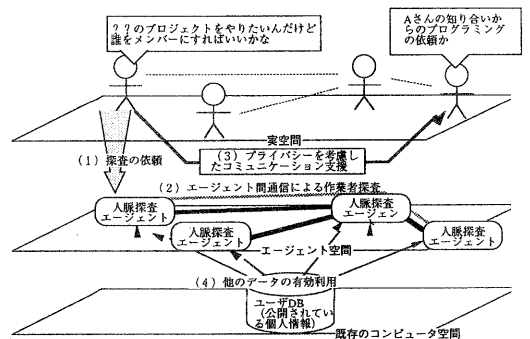 ？？のプロジェクトをやりたいんだけど
誰をメンバーにすればいいかな
Aさんの知り合いか
らのプログラミング
の依頼か
実空間
(1) 探査の依頼
(3) プライバシーを考慮し
たコミュニケーション支援
(2) エージェント間通信による作業者探査
人脈探査
エージェント
人脈探査
エージェント
人脈探査
エージェン
人脈探査
エージェント
エージェント空間
(4) 他のデータの有効利用
ユーザDB
(公開されてい
る個人情報)
既存のコンピュータ空間